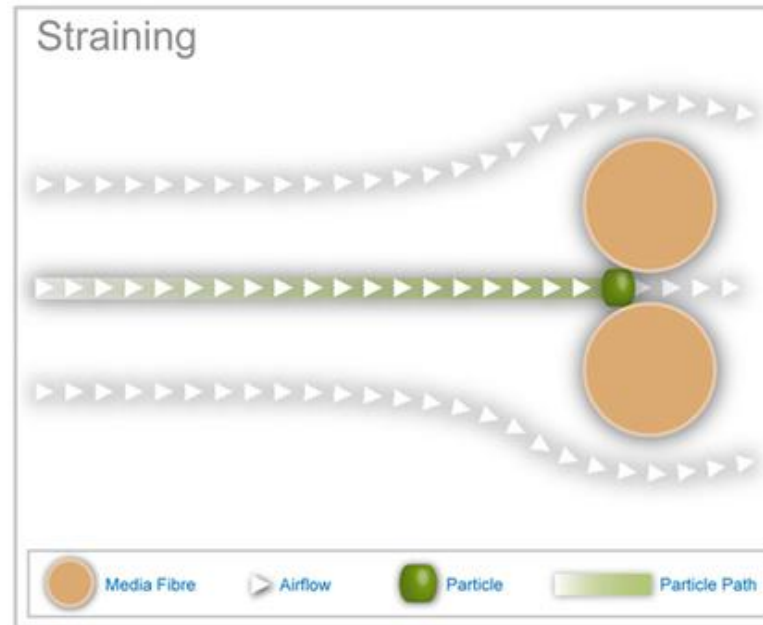 Straining
Media Fibre
Airflow
Particle
Particle Path